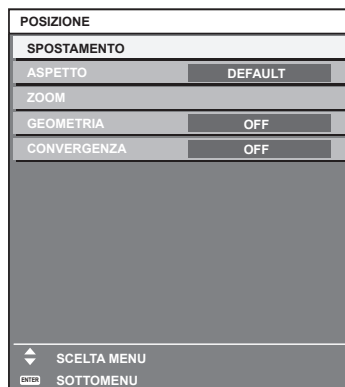 POSIZIONE
SPOSTAMENTO
ASPETTO DEFAULT
ZOOM
GEOMETRIA OFF
CONVERGENZA OFF
SCELTA MENU
ENTER SOTTOMENU